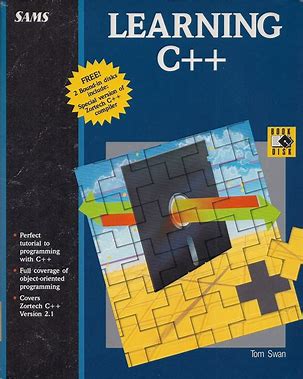 SAMS
LEARNING
C++
FREE!
2 Bound-in disks
include:
Special version of
Zortech C++
compiler
BOOK
DISK
• Perfect
tutorial to
programming
with C++
• Full coverage of
object-oriented
programming
• Covers
Zortech C++
Version 2.1
Tom Swan